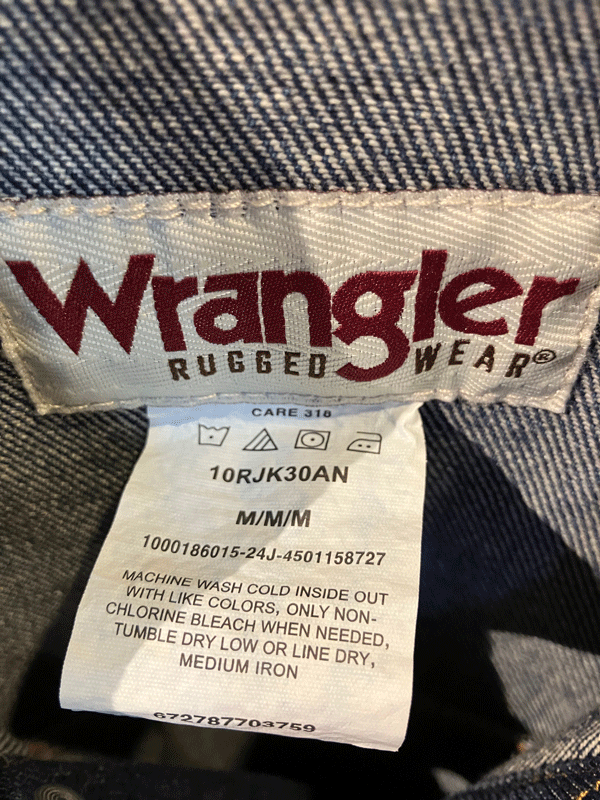 Wrangler
RUGGED WEAR®
CARE 318
10RJK30AN
M/M/M
1000186015-24J-4501158727
MACHINE WASH COLD INSIDE OUT
WITH LIKE COLORS, ONLY NON-
CHLORINE BLEACH WHEN NEEDED,
TUMBLE DRY LOW OR LINE DRY,
MEDIUM IRON
672787703759